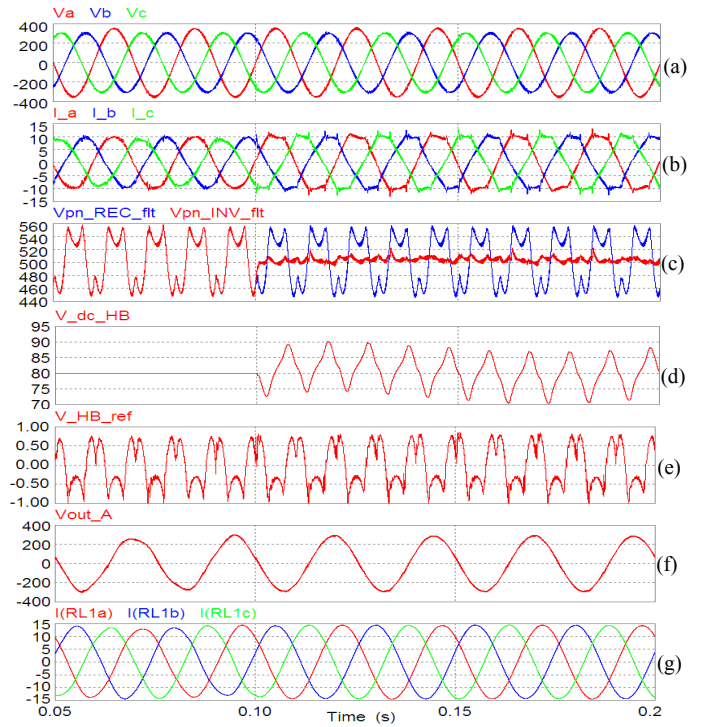 Va Vb Vc
400
200
0
-200
-400
(a)
I_a I_b I_c
15
10
5
0
-5
-10
-15
(b)
Vpn_REC_flt Vpn_INV_flt
560
540
520
500
480
460
440
(c)
V_dc_HB
95
90
85
80
75
70
(d)
V_HB_ref
1.00
0.50
0.00
-0.50
-1.00
(e)
Vout_A
400
200
0
-200
-400
(f)
I(RL1a) I(RL1b) I(RL1c)
15
10
5
0
-5
-10
-15
(g)
0.05 0.10 0.15 0.2
Time (s)